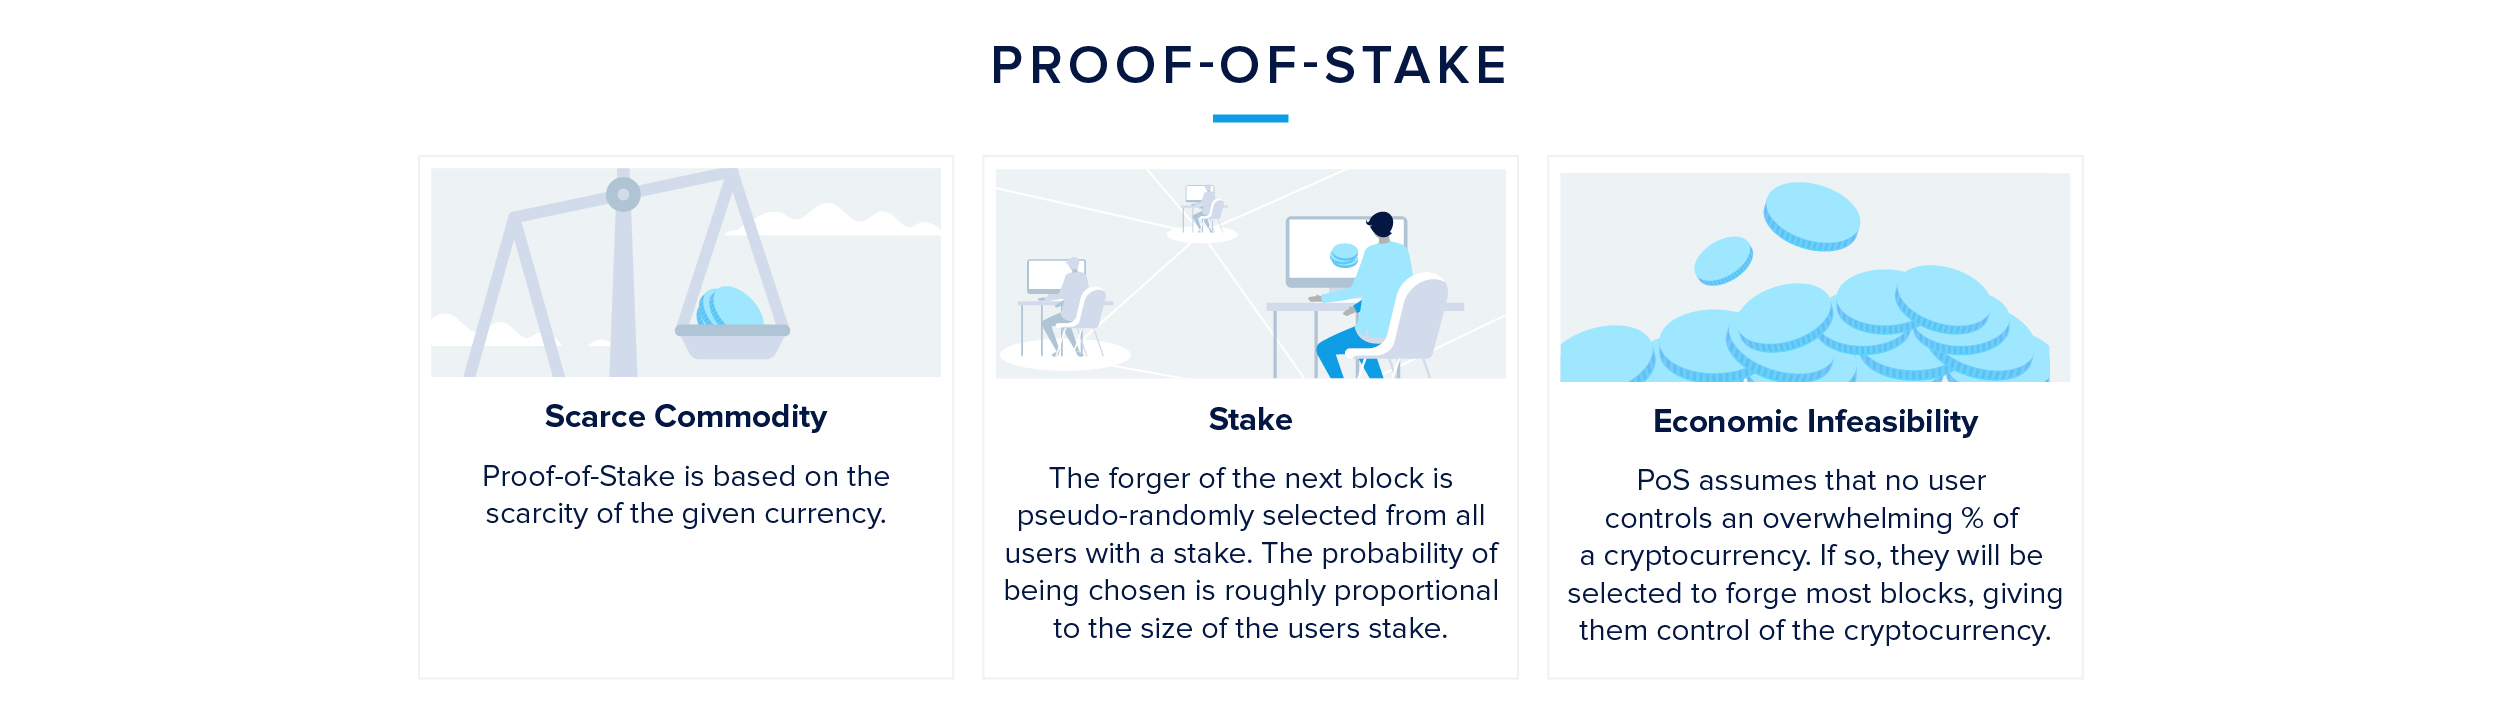 PROOF-OF-STAKE
Scarce Commodity
Proof-of-Stake is based on the
scarcity of the given currency.
Stake
The forger of the next block is
pseudo-randomly selected from all
users with a stake. The probability of
being chosen is roughly proportional
to the size of the users stake.
Economic Infeasibility
PoS assumes that no user
controls an overwhelming % of
a cryptocurrency. If so, they will be
selected to forge most blocks, giving
them control of the cryptocurrency.